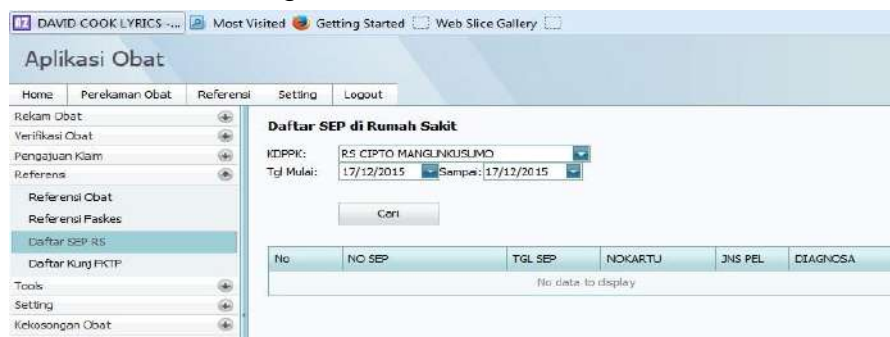 DAVID COOK LYRICS -... Most Visited Getting Started Web Slice Gallery
Aplikasi Obat
Home Perekaman Obat Referensi Setting Logout
Rekam Obat
Verifikasi Obat
Pengajuan Klaim
Referensi
Referensi Obat
Referensi Faskes
Daftar SEP RS
Daftar Kunj FKTP
Tools
Setting
Kekosongan Obat
Daftar SEP di Rumah Sakit
KDPPK: RS CIPTO MANGUNKUSUMO
Tgl Mulai: 17/12/2015 Sampai: 17/12/2015
Cari
No NO SEP TGL SEP NOKARTU JNS PEL DIAGNOSA
No data to display